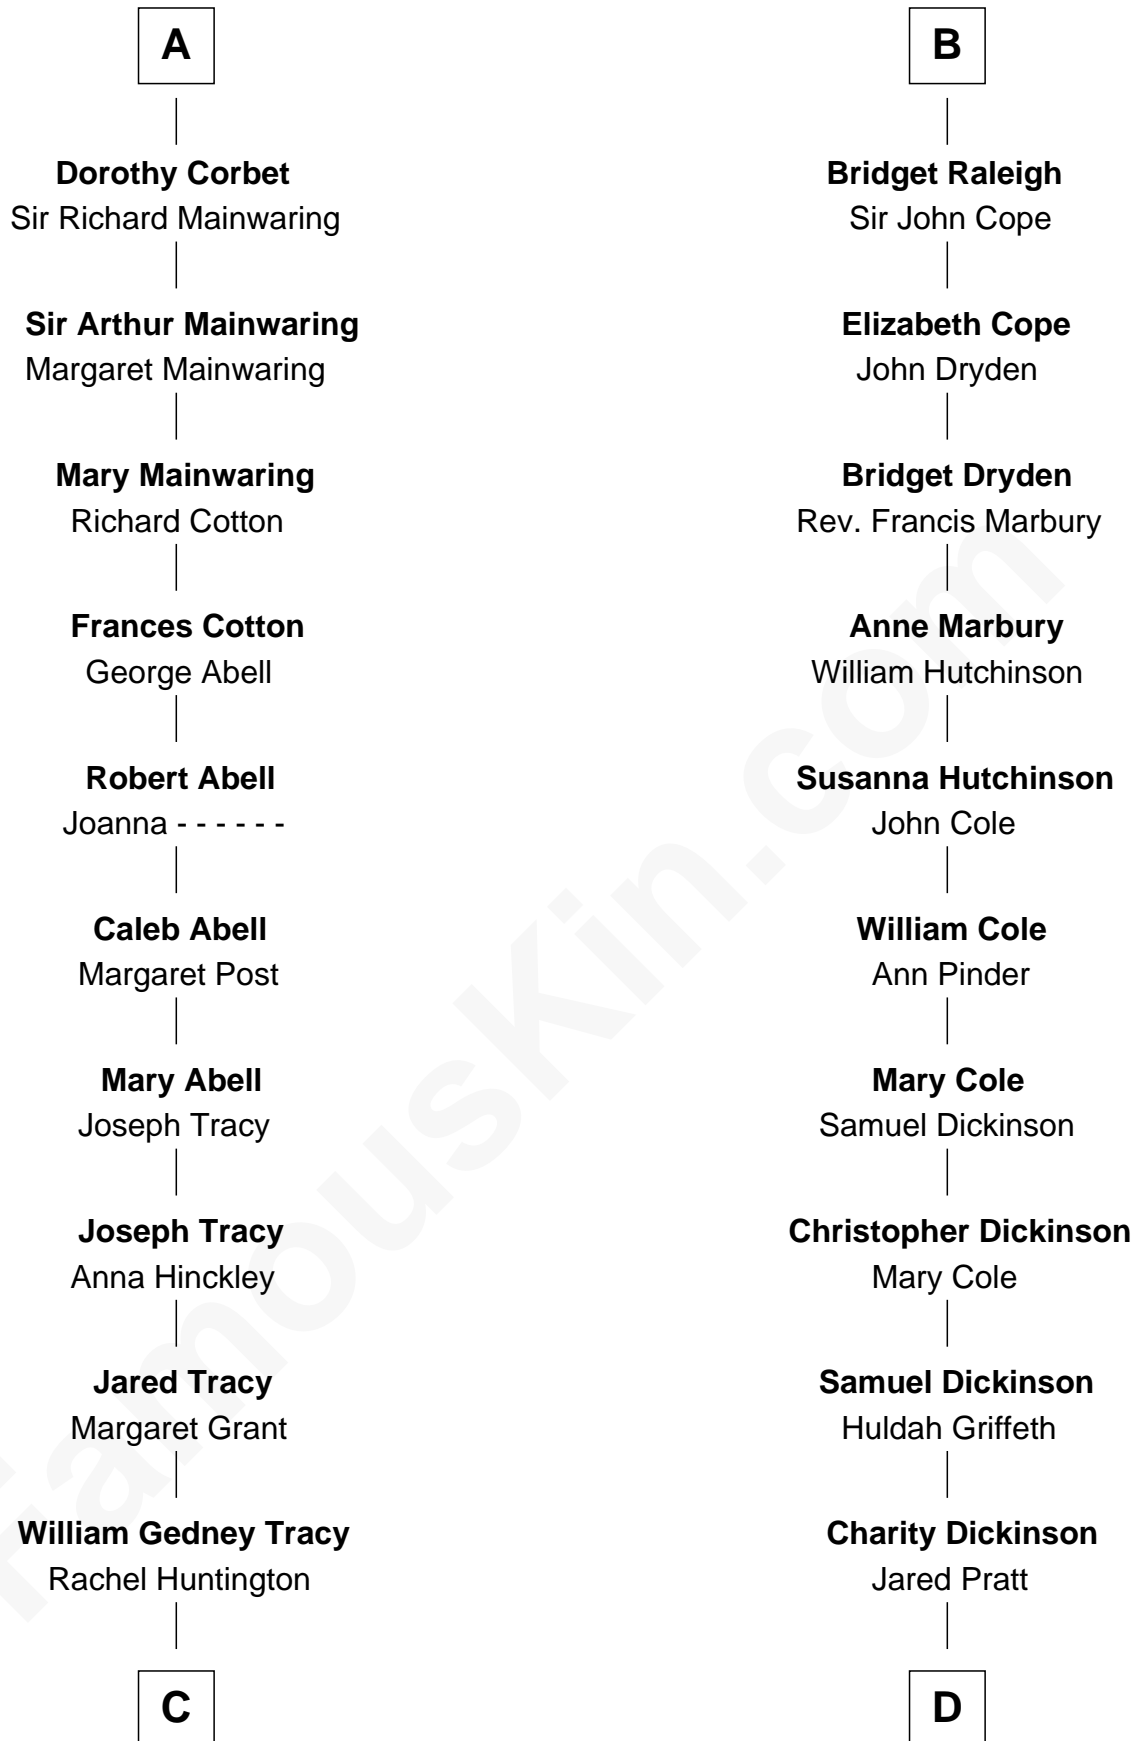 A
Dorothy Corbet
Sir Richard Mainwaring
Sir Arthur Mainwaring
Margaret Mainwaring
Mary Mainwaring
Richard Cotton
Frances Cotton
George Abell
Robert Abell
Joanna - - - - - -
Caleb Abell
Margaret Post
Mary Abell
Joseph Tracy
Joseph Tracy
Anna Hinckley
Jared Tracy
Margaret Grant
William Gedney Tracy
Rachel Huntington
C
B
Bridget Raleigh
Sir John Cope
Elizabeth Cope
John Dryden
Bridget Dryden
Rev. Francis Marbury
Anne Marbury
William Hutchinson
Susanna Hutchinson
John Cole
William Cole
Ann Pinder
Mary Cole
Samuel Dickinson
Christopher Dickinson
Mary Cole
Samuel Dickinson
Huldah Griffeth
Charity Dickinson
Jared Pratt
D
FamousKin.com